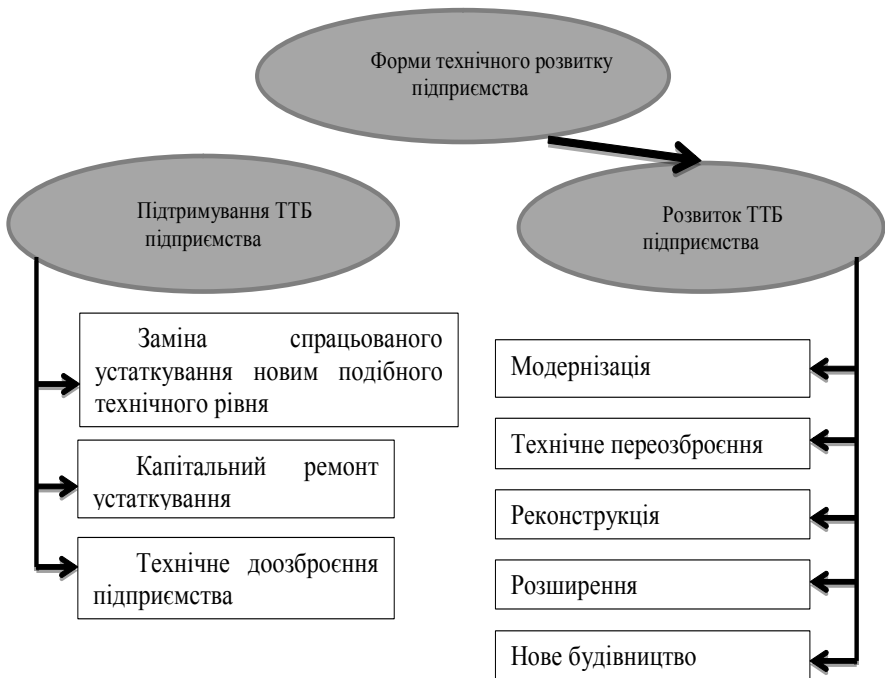 Форми технічного розвитку
підприємства
Підтримування ТТБ
підприємства
Розвиток ТТБ
підприємства
Заміна спрацьованого
устаткування новим подібного
технічного рівня
Капітальний ремонт
устаткування
Технічне доозброєння
підприємства
Модернізація
Технічне переозброєння
Реконструкція
Розширення
Нове будівництво